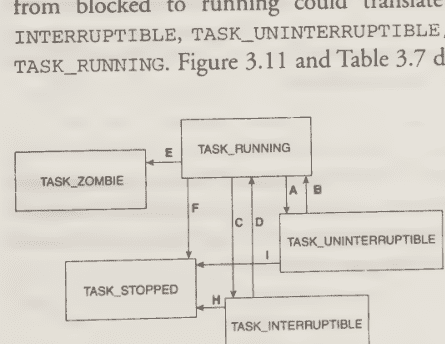 from blocked to running could translate
INTERRUPTIBLE, TASK_UNINTERRUPTIBLE,
TASK_RUNNING. Figure 3.11 and Table 3.7 d
TASK_RUNNING
E
TASK_ZOMBIE
A B
F
C D
TASK_UNINTERRUPTIBLE
I
TASK_STOPPED
H
TASK_INTERRUPTIBLE